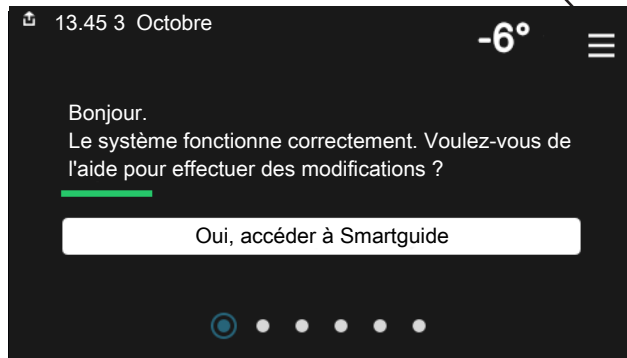 13.45 3 Octobre
-6°
Bonjour.
Le système fonctionne correctement. Voulez-vous de
l'aide pour effectuer des modifications ?
Oui, accéder à Smartguide